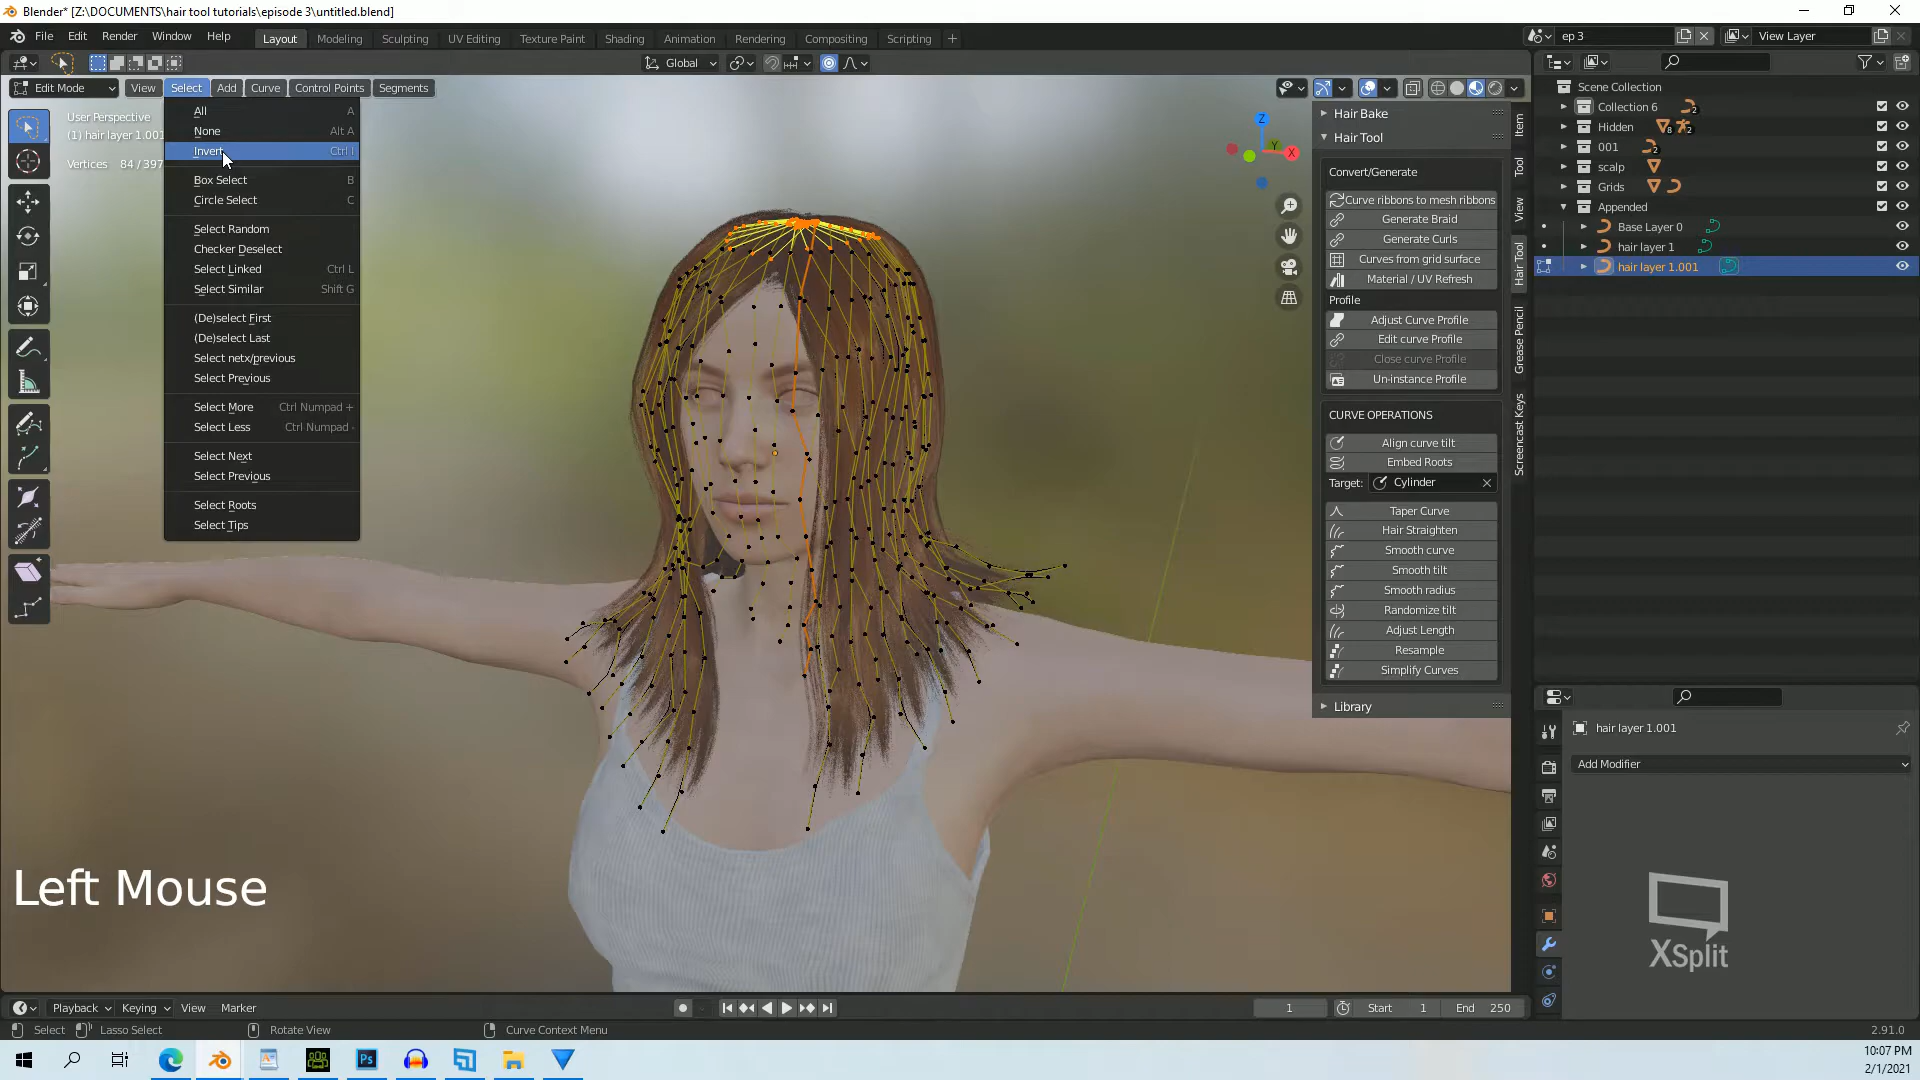 Blender* [Z:\DOCUMENTS\hair tool tutorials\episode 3\untitled.blend]
File Edit Render Window Help
Layout Modeling Sculpting UV Editing Texture Paint Shading Animation Rendering Compositing Scripting +
ep 3
View Layer
Global
Edit Mode View Select Add Curve Control Points Segments
User Perspective
(1) hair layer 1.001
Vertices 84 / 397
All A
None Alt A
Invert Ctrl I
Box Select B
Circle Select C
Select Random
Checker Deselect
Select Linked Ctrl L
Select Similar Shift G
(De)select First
(De)select Last
Select netx/previous
Select Previous
Select More Ctrl Numpad +
Select Less Ctrl Numpad -
Select Next
Select Previous
Select Roots
Select Tips
Z
Y
X
Hair Bake
Hair Tool
Convert/Generate
Curve ribbons to mesh ribbons
Generate Braid
Generate Curls
Curves from grid surface
Material / UV Refresh
Profile
Adjust Curve Profile
Edit curve Profile
Close curve Profile
Un-instance Profile
CURVE OPERATIONS
Align curve tilt
Embed Roots
Target: Cylinder
Taper Curve
Hair Straighten
Smooth curve
Smooth tilt
Smooth radius
Randomize tilt
Adjust Length
Resample
Simplify Curves
Library
Item
Tool
View
Hair Tool
Grease Pencil
Screencast Keys
Scene Collection
Collection 6 2
Hidden 8 2
001 2
scalp
Grids
Appended
Base Layer 0
hair layer 1
hair layer 1.001
hair layer 1.001
Add Modifier
XSplit
Left Mouse
Playback Keying View Marker
1 Start 1 End 250
Select Lasso Select Rotate View Curve Context Menu
2.91.0
Ps
10:07 PM
2/1/2021